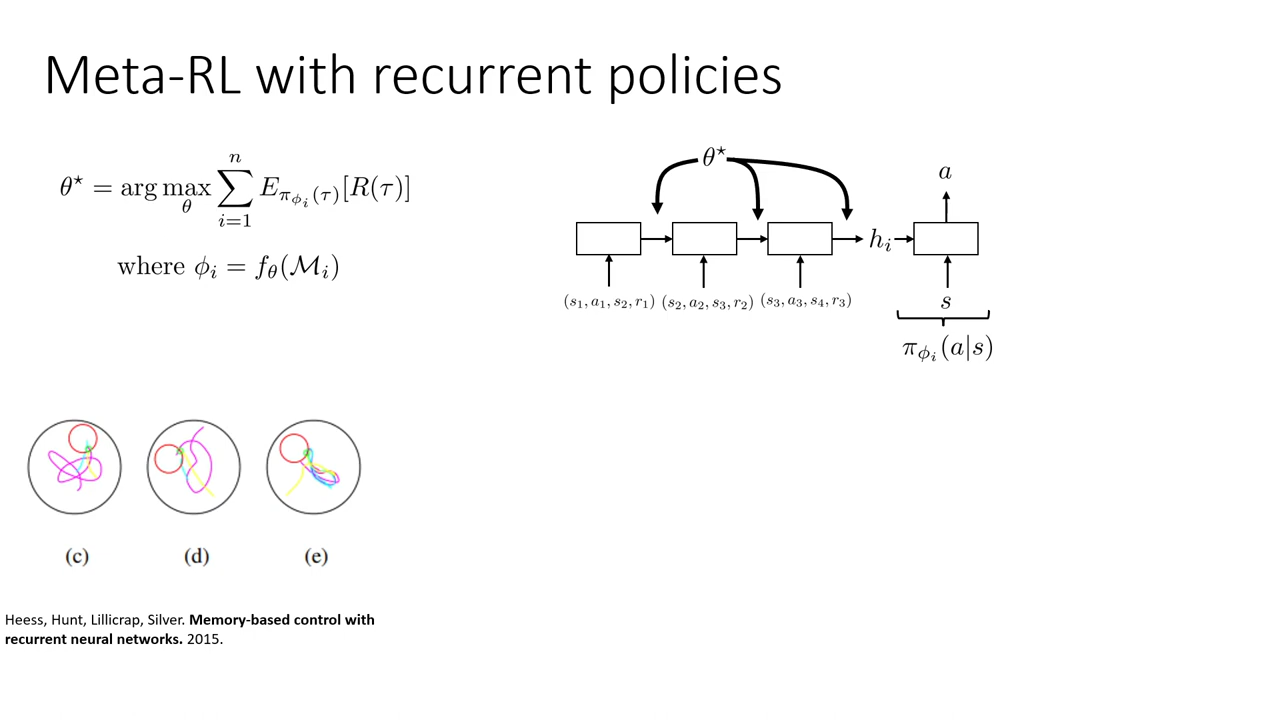 Meta-RL with recurrent policies
θ⋆ = arg max_θ ∑_{i=1}^{n} E_{π_{ϕ_i}(τ)}[R(τ)]
where ϕ_i = f_θ(ℳ_i)
θ⋆
a
h_i
(s_1, a_1, s_2, r_1) (s_2, a_2, s_3, r_2) (s_3, a_3, s_4, r_3)
s
π_{ϕ_i}(a|s)
(c) (d) (e)
Heess, Hunt, Lillicrap, Silver. Memory-based control with
recurrent neural networks. 2015.